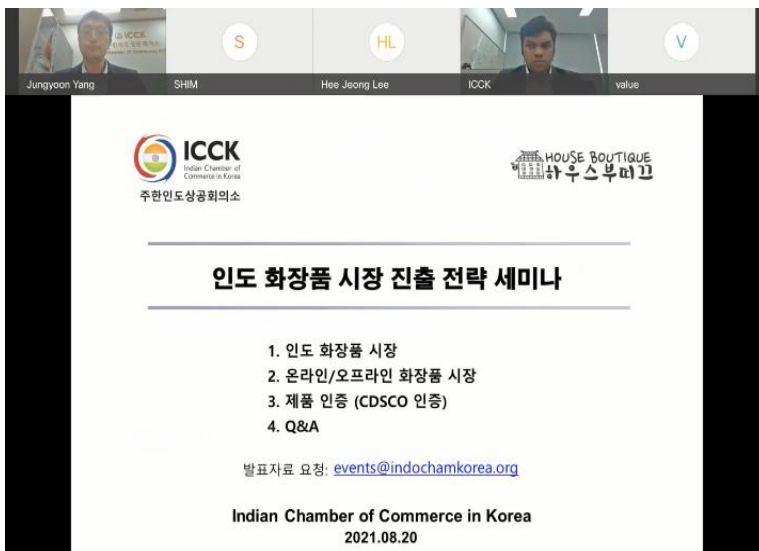 ICCK
Jungyoon Yang
S
SHIM
HL
Hee Jeong Lee
ICCK
V
value
ICCK
Indian Chamber of
Commerce in Korea
주한인도상공회의소
HOUSE BOUTIQUE
하우스부띠끄
인도 화장품 시장 진출 전략 세미나
1. 인도 화장품 시장
2. 온라인/오프라인 화장품 시장
3. 제품 인증 (CDSCO 인증)
4. Q&A
발표자료 요청: events@indochamkorea.org
Indian Chamber of Commerce in Korea
2021.08.20